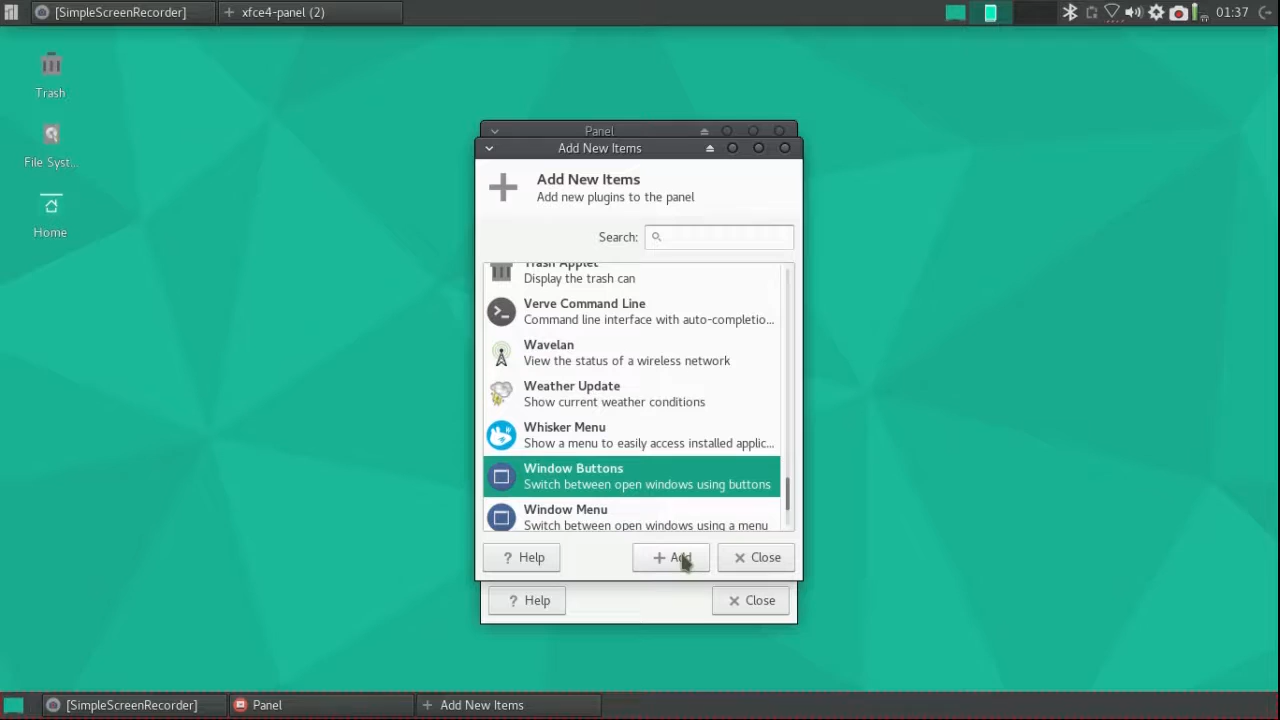 [SimpleScreenRecorder]
xfce4-panel (2)
01:37
Trash
File Syst...
Home
Panel
Add New Items
Add New Items
Add new plugins to the panel
Search:
Trash Applet
Display the trash can
Verve Command Line
Command line interface with auto-completio...
Wavelan
View the status of a wireless network
Weather Update
Show current weather conditions
Whisker Menu
Show a menu to easily access installed applic...
Window Buttons
Switch between open windows using buttons
Window Menu
Switch between open windows using a menu
? Help
+ Add
Close
? Help
Close
[SimpleScreenRecorder]
Panel
Add New Items